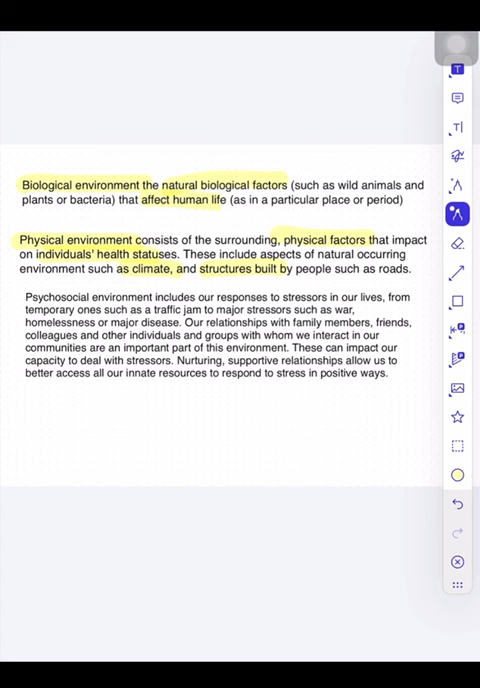 Biological environment the natural biological factors (such as wild animals and
plants or bacteria) that affect human life (as in a particular place or period)
Physical environment consists of the surrounding, physical factors that impact
on individuals' health statuses. These include aspects of natural occurring
environment such as climate, and structures built by people such as roads.
Psychosocial environment includes our responses to stressors in our lives, from
temporary ones such as a traffic jam to major stressors such as war,
homelessness or major disease. Our relationships with family members, friends,
colleagues and other individuals and groups with whom we interact in our
communities are an important part of this environment. These can impact our
capacity to deal with stressors. Nurturing, supportive relationships allow us to
better access all our innate resources to respond to stress in positive ways.